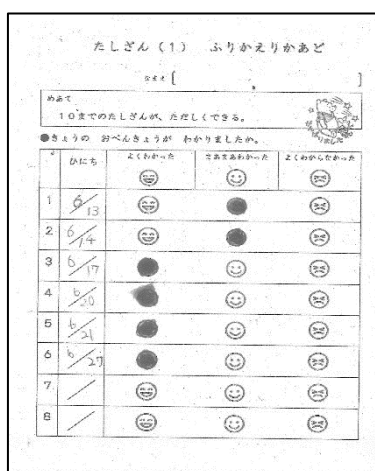 たしざん(1) ふりかえりかあど
なまえ[ ]
めあて
10までのたしざんが、ただしくできる。
●きょうの おべんきょうが わかりましたか。
ひにち よくわかった まあまあわかった よくわからなかった
1 6/13
2 6/14
3 6/17
4 6/20
5 6/21
6 6/27
7 /
8 /